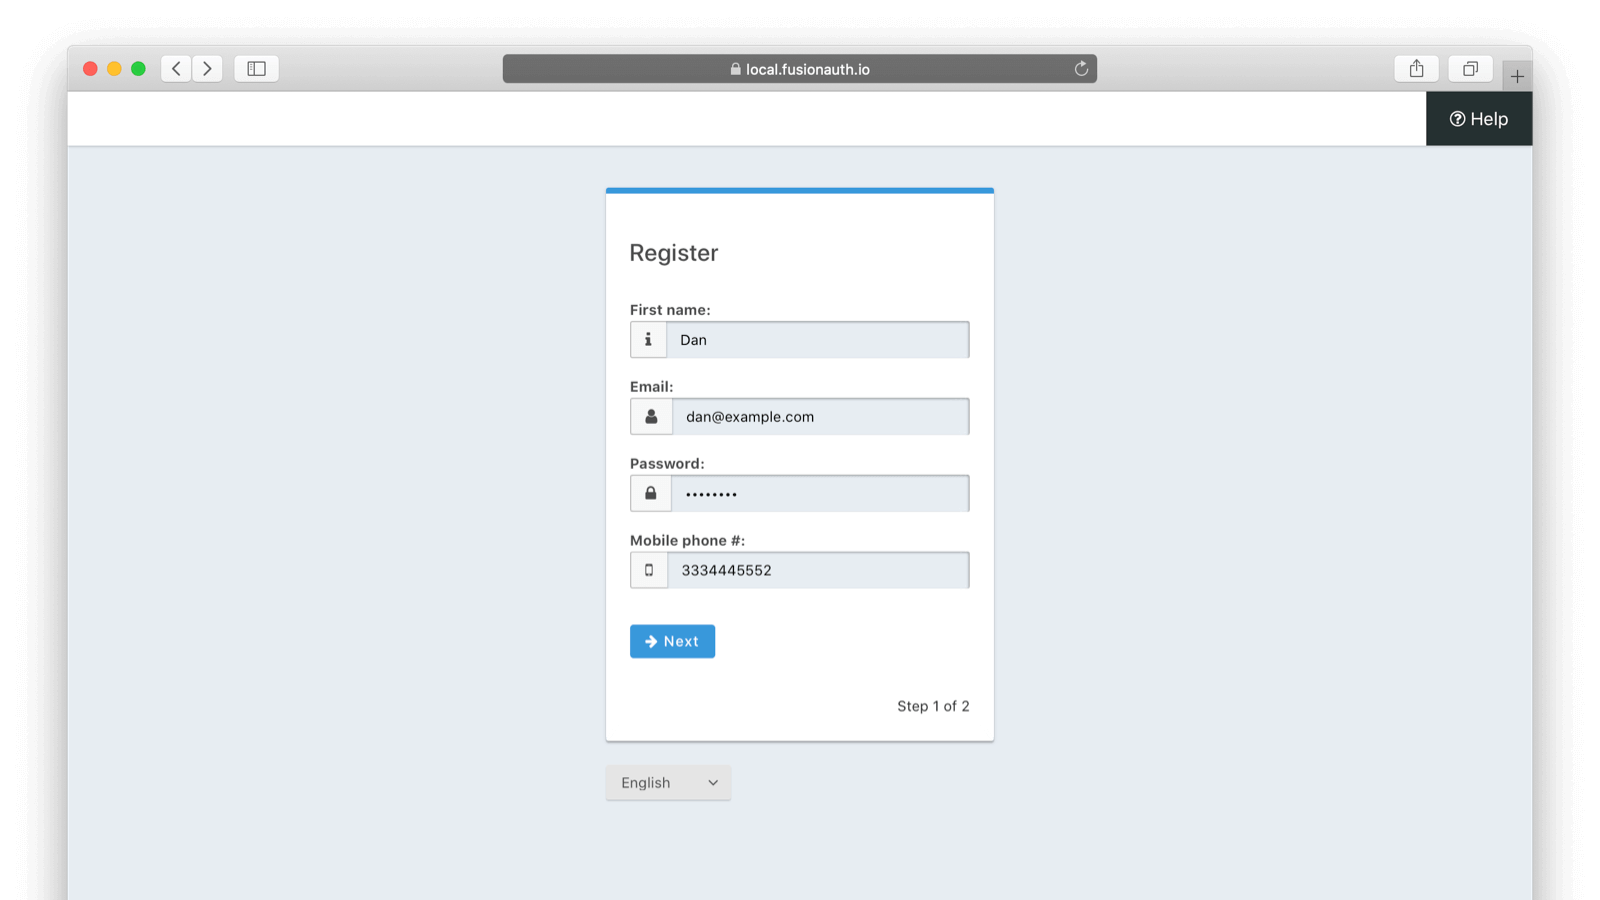 local.fusionauth.io
Help
Register
First name:
Dan
Email:
dan@example.com
Password:
••••••••
Mobile phone #:
3334445552
Next
Step 1 of 2
English